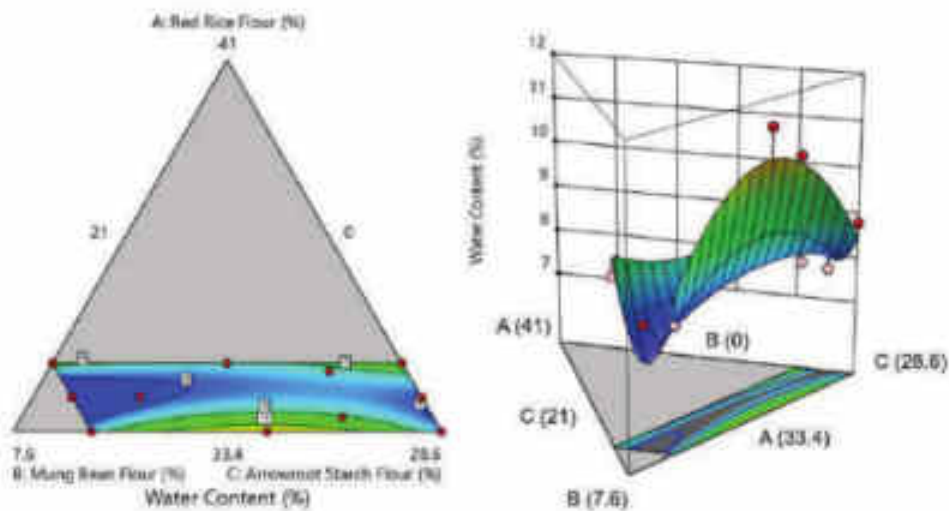 A: Red Rice Flour (%)
41
21
0
7.6
33.4
28.6
B: Mung Bean Flour (%)
C: Arrowroot Starch Flour (%)
Water Content (%)
12
11
10
9
8
7
Water Content (%)
A (41)
B (0)
C (28.6)
C (21)
A (33.4)
B (7.6)